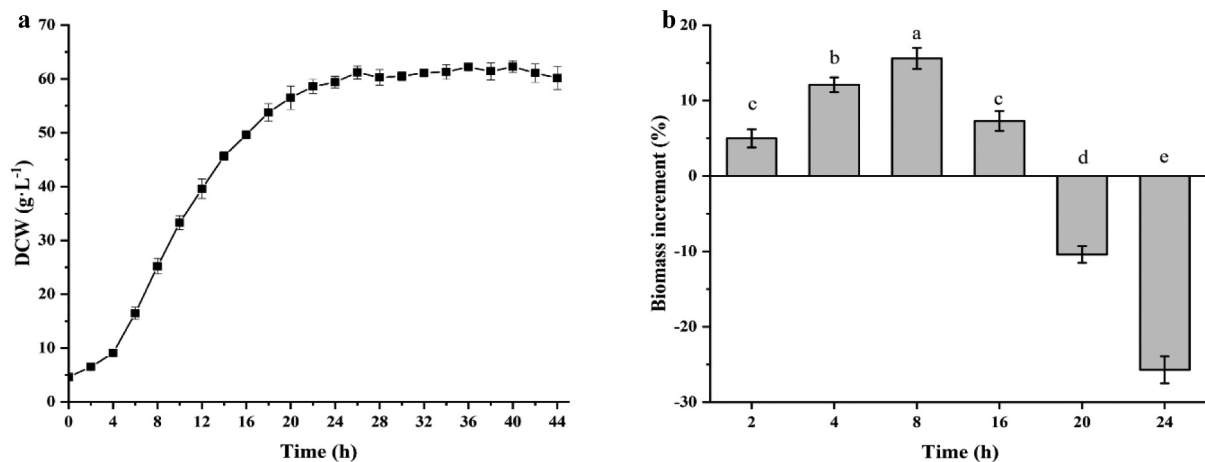 a
70
60
50
40
30
20
10
0
DCW (g·L⁻¹)
0 4 8 12 16 20 24 28 32 36 40 44
Time (h)
b
20
10
0
-10
-20
-30
Biomass increment (%)
c
b
a
c
d
e
2 4 8 16 20 24
Time (h)